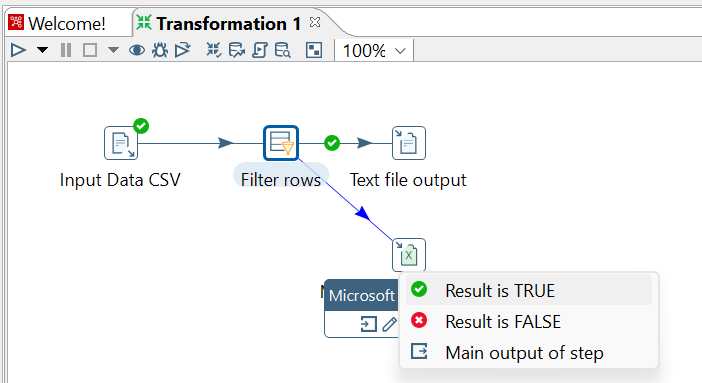 Welcome!
Transformation 1
100%
Input Data CSV
Filter rows
Text file output
Microsoft
Result is TRUE
Result is FALSE
Main output of step